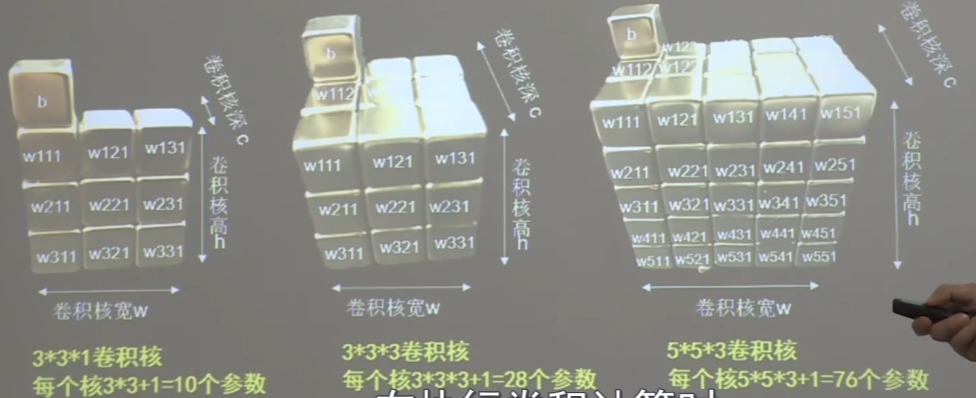 b
w111 w121 w131
w211 w221 w231
w311 w321 w331
卷积核深 c
卷积核高h
卷积核宽w
3*3*1卷积核
每个核3*3+1=10个参数
b
w112
w111 w121 w131
w211 w221 w231
w311 w321 w331
卷积核深 c
卷积核高h
卷积核宽w
3*3*3卷积核
每个核3*3*3+1=28个参数
b
w123
w112 w122
w111 w121 w131 w141 w151
w211 w221 w231 w241 w251
w311 w321 w331 w341 w351
w411 w421 w431 w441 w451
w511 w521 w531 w541 w551
卷积核深 c
卷积核高h
卷积核宽w
5*5*3卷积核
每个核5*5*3+1=76个参数